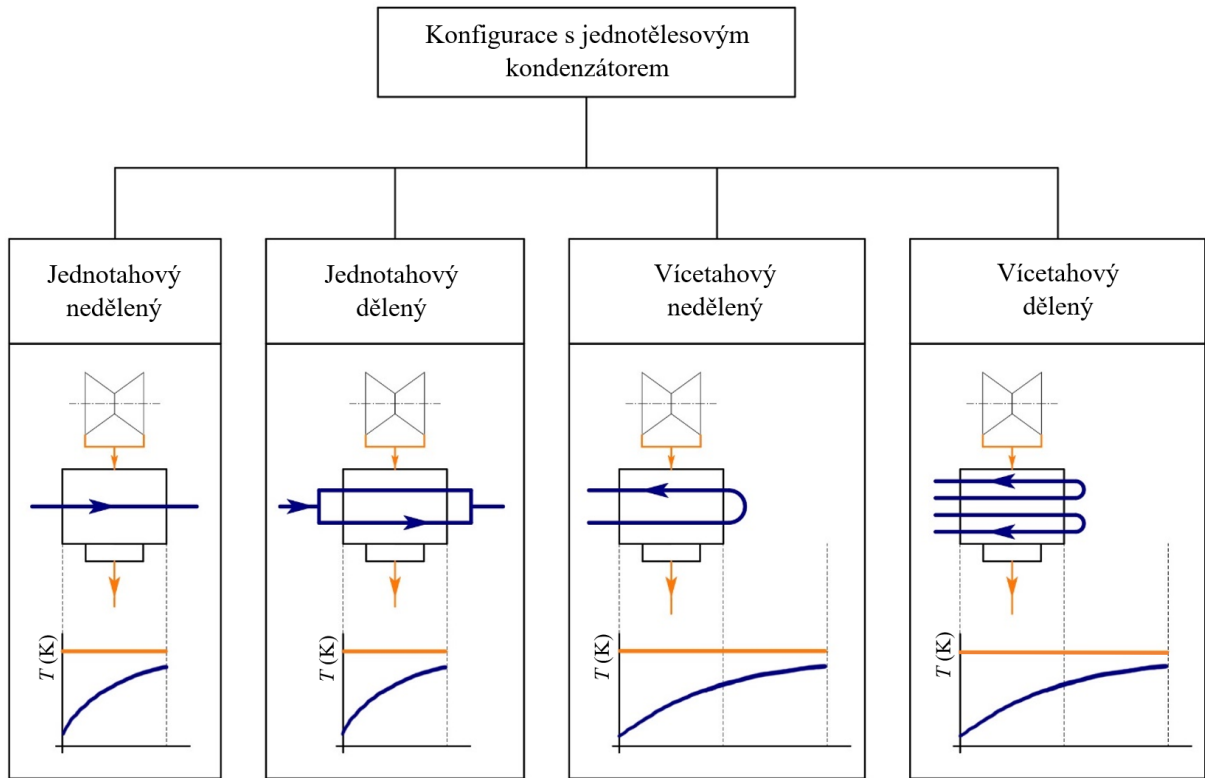 Konfigurace s jednotělesovým
kondenzátorem
Jednotahový
nedělený
Jednotahový
dělený
Vícetahový
nedělený
Vícetahový
dělený
T (K)
T (K)
T (K)
T (K)